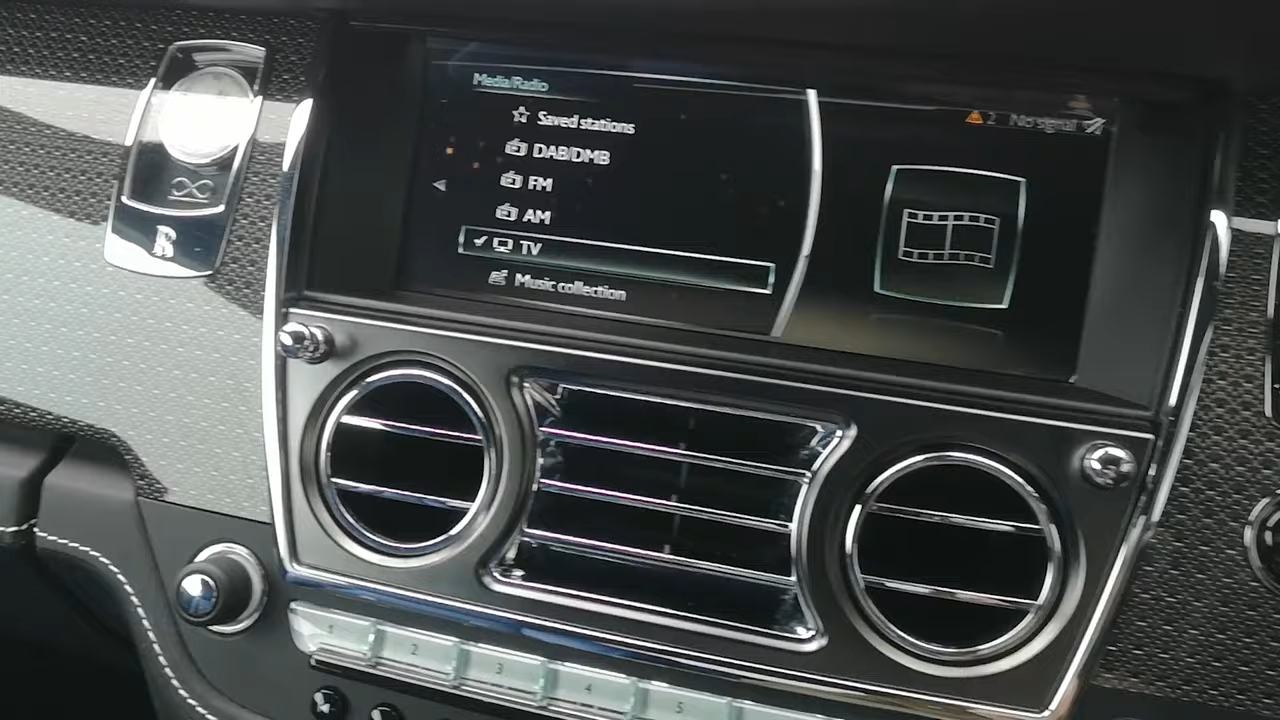 Media/Radio
2 No signal
Saved stations
DAB/DMB
FM
AM
TV
Music collection
R
1 2 3 4 5